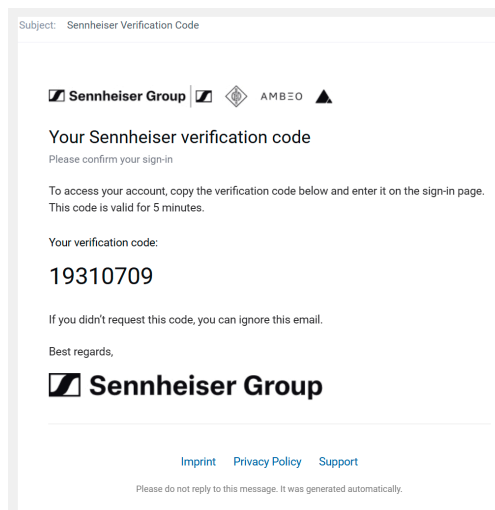 Subject: Sennheiser Verification Code
Sennheiser Group AMBEO
Your Sennheiser verification code
Please confirm your sign-in
To access your account, copy the verification code below and enter it on the sign-in page.
This code is valid for 5 minutes.
Your verification code:
19310709
If you didn't request this code, you can ignore this email.
Best regards,
Sennheiser Group
Imprint Privacy Policy Support
Please do not reply to this message. It was generated automatically.